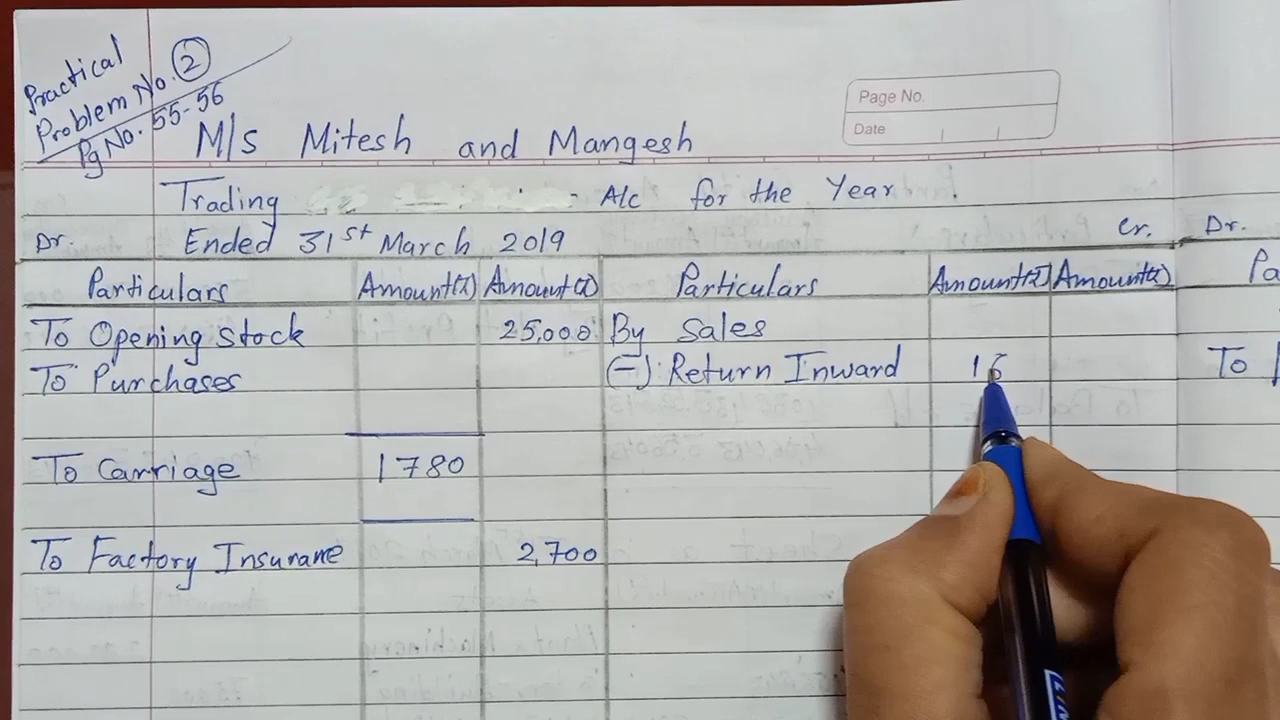 Practical
Problem No. 2
Pg No. 55-56
Page No.
Date
M/s Mitesh and Mangesh
Trading A/c for the Year
Dr. Ended 31st March 2019 Cr. Dr.
Particulars Amount(₹) Amount(₹) Particulars Amount(₹) Amount(₹) Pa
To Opening Stock 25,000 By Sales
To Purchases (-) Return Inward 16 To
To Carriage 1780
To Factory Insurane 2,700